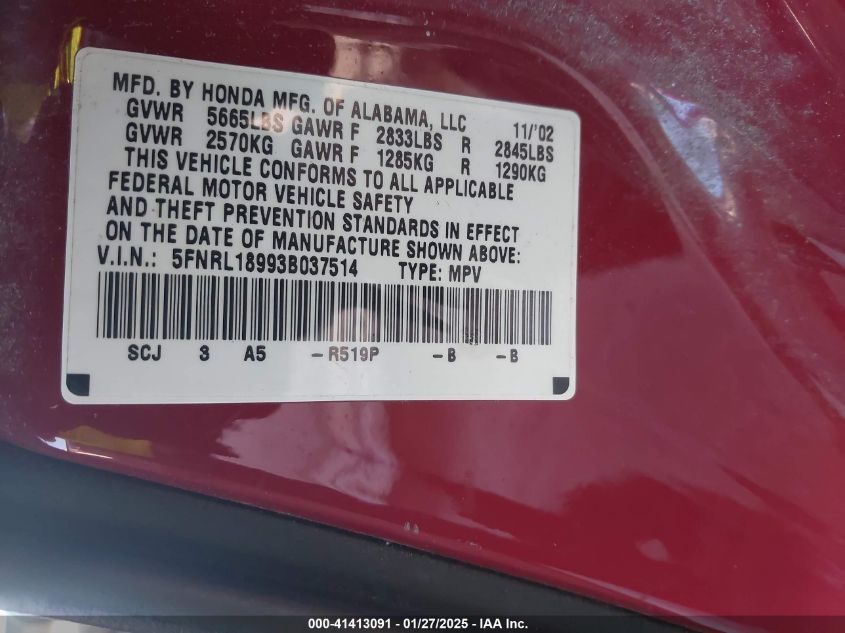 MFD. BY HONDA MFG. OF ALABAMA, LLC 11/'02
GVWR 5665LBS GAWR F 2833LBS R 2845LBS
GVWR 2570KG GAWR F 1285KG R 1290KG
THIS VEHICLE CONFORMS TO ALL APPLICABLE
FEDERAL MOTOR VEHICLE SAFETY
AND THEFT PREVENTION STANDARDS IN EFFECT
ON THE DATE OF MANUFACTURE SHOWN ABOVE:
V.I.N.: 5FNRL18993B037514 TYPE: MPV
SCJ 3 A5 -R519P -B -B
000-41413091 / 01/27/2025 - IAA Inc.